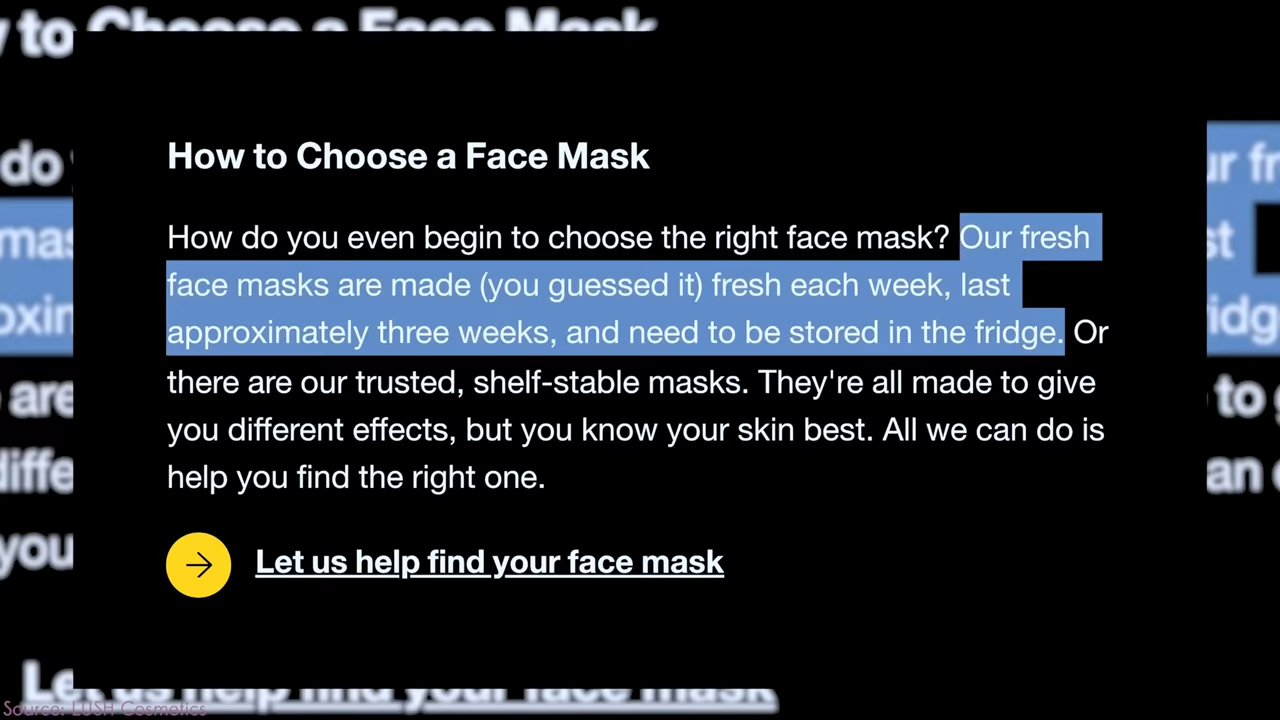 How to Choose a Face Mask
How do you even begin to choose the right face mask? Our fresh
face masks are made (you guessed it) fresh each week, last
approximately three weeks, and need to be stored in the fridge. Or
there are our trusted, shelf-stable masks. They're all made to give
you different effects, but you know your skin best. All we can do is
help you find the right one.
Let us help find your face mask
Source: LUSH Cosmetics